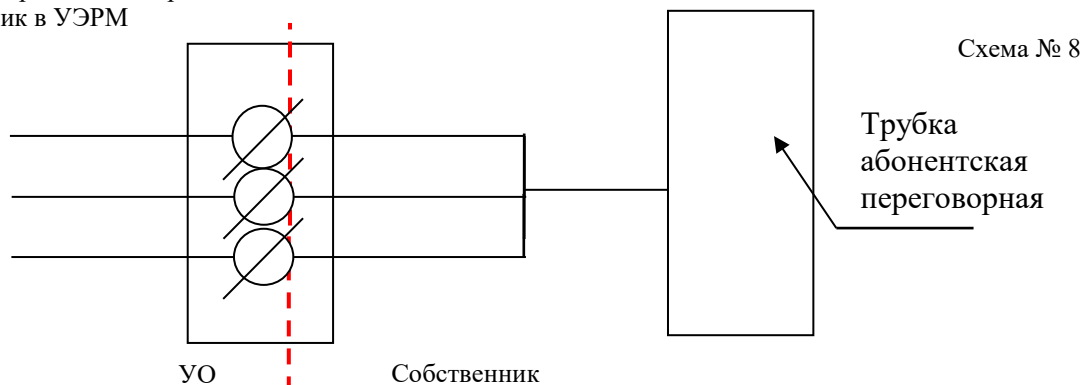 ик в УЭРМ
Схема № 8
Трубка
абонентская
переговорная
УО
Собственник